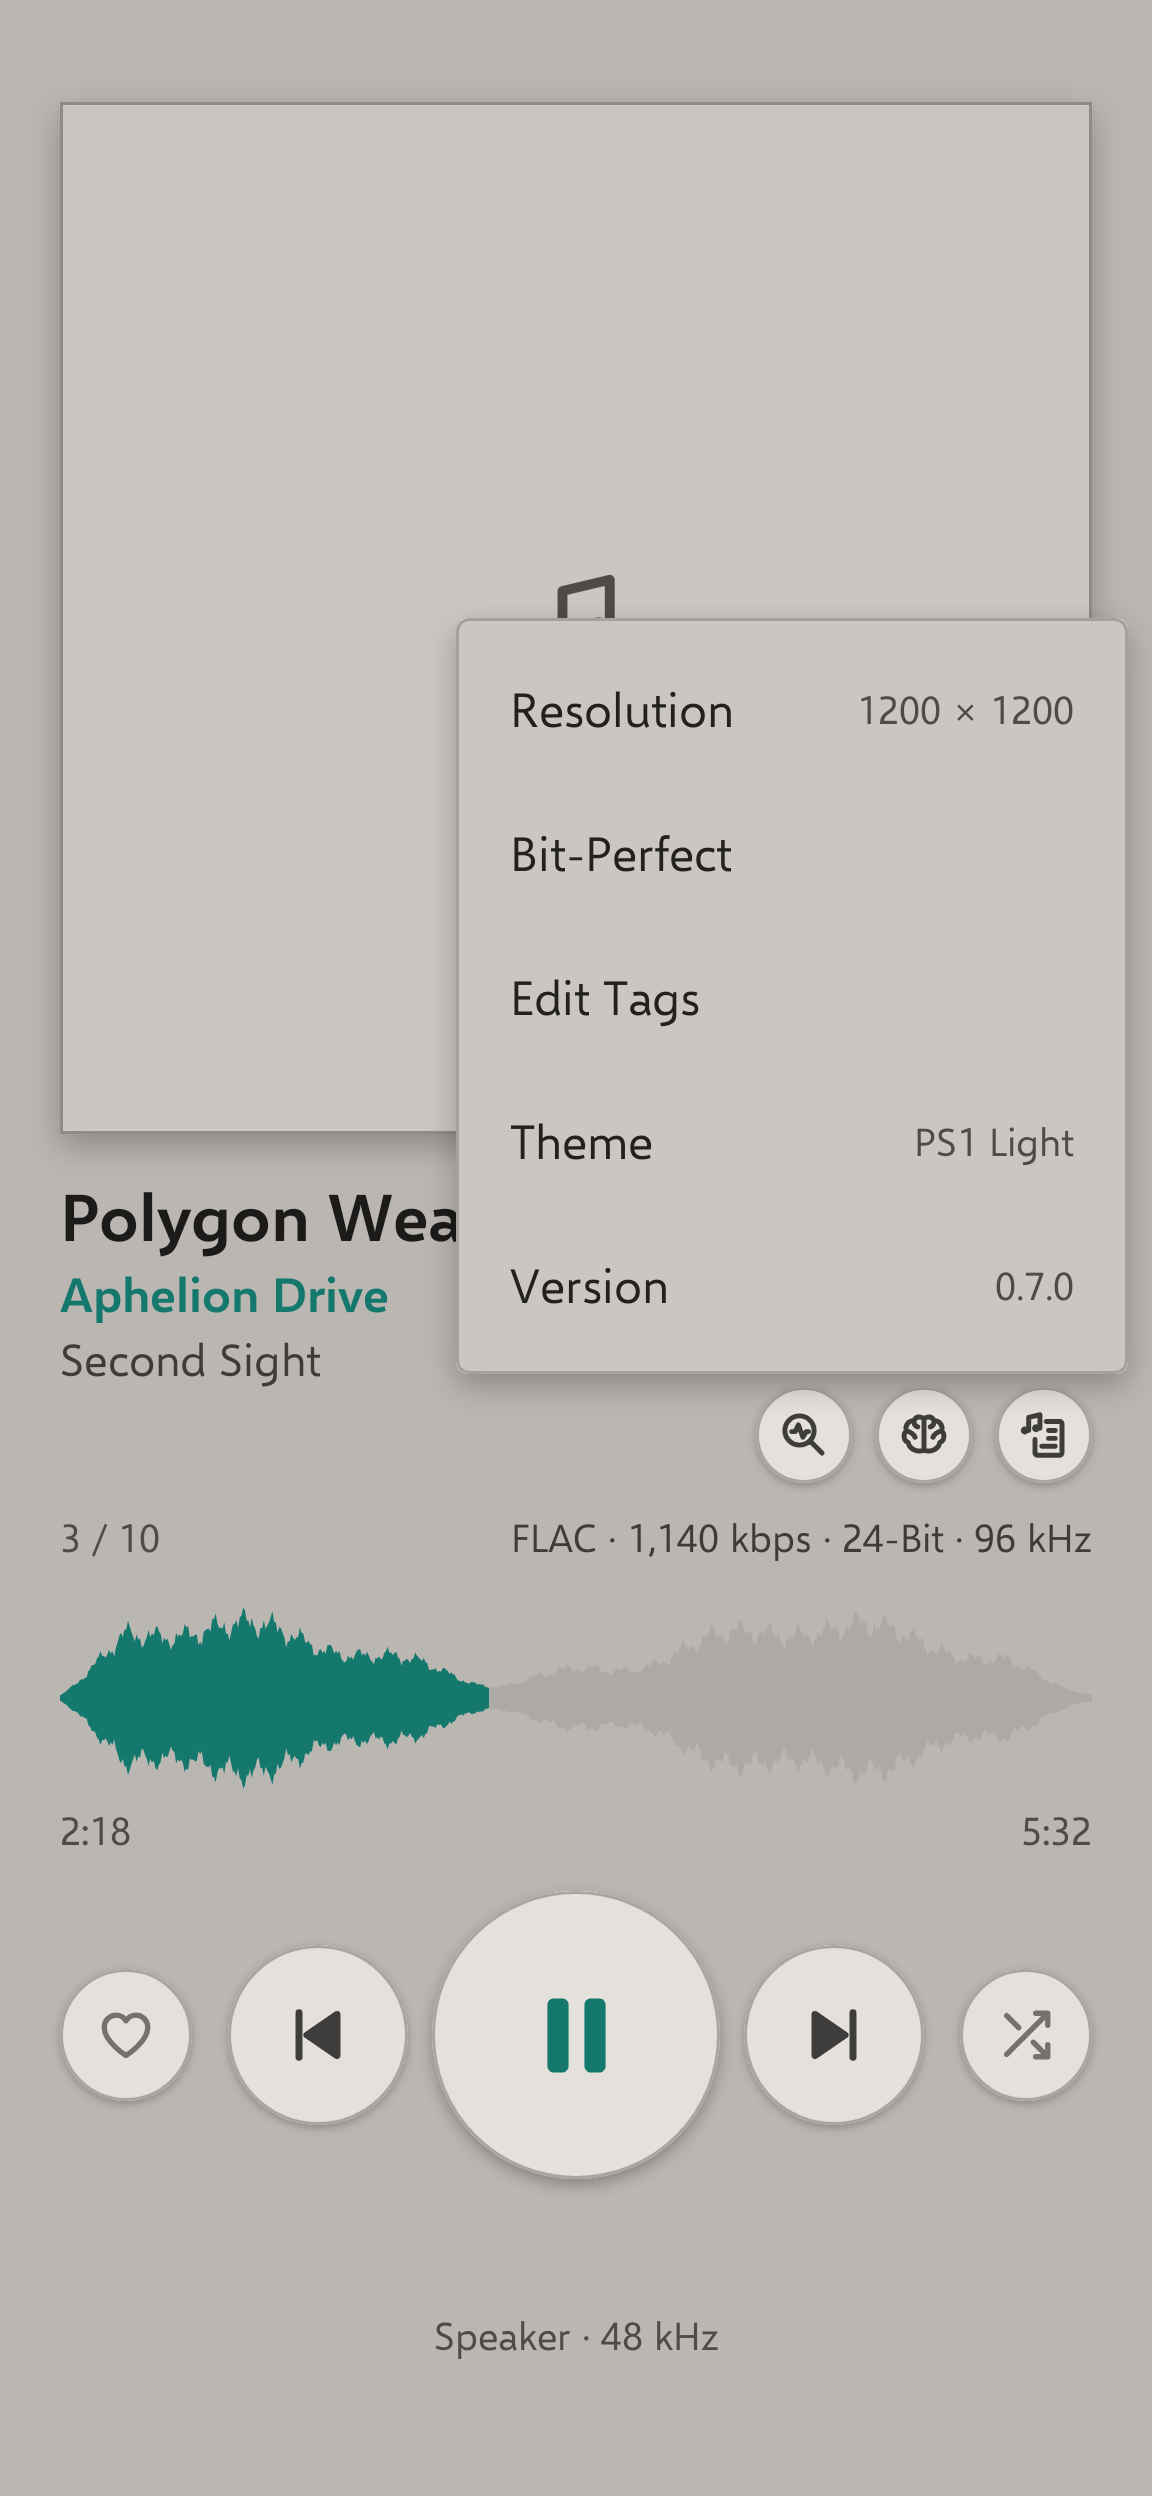 Resolution 1200 × 1200
Bit-Perfect
Edit Tags
Theme PS1 Light
Version 0.7.0
Polygon
Aphelion Drive
Second Sight
3 / 10 FLAC · 1,140 kbps · 24-Bit · 96 kHz
2:18 5:32
Speaker · 48 kHz